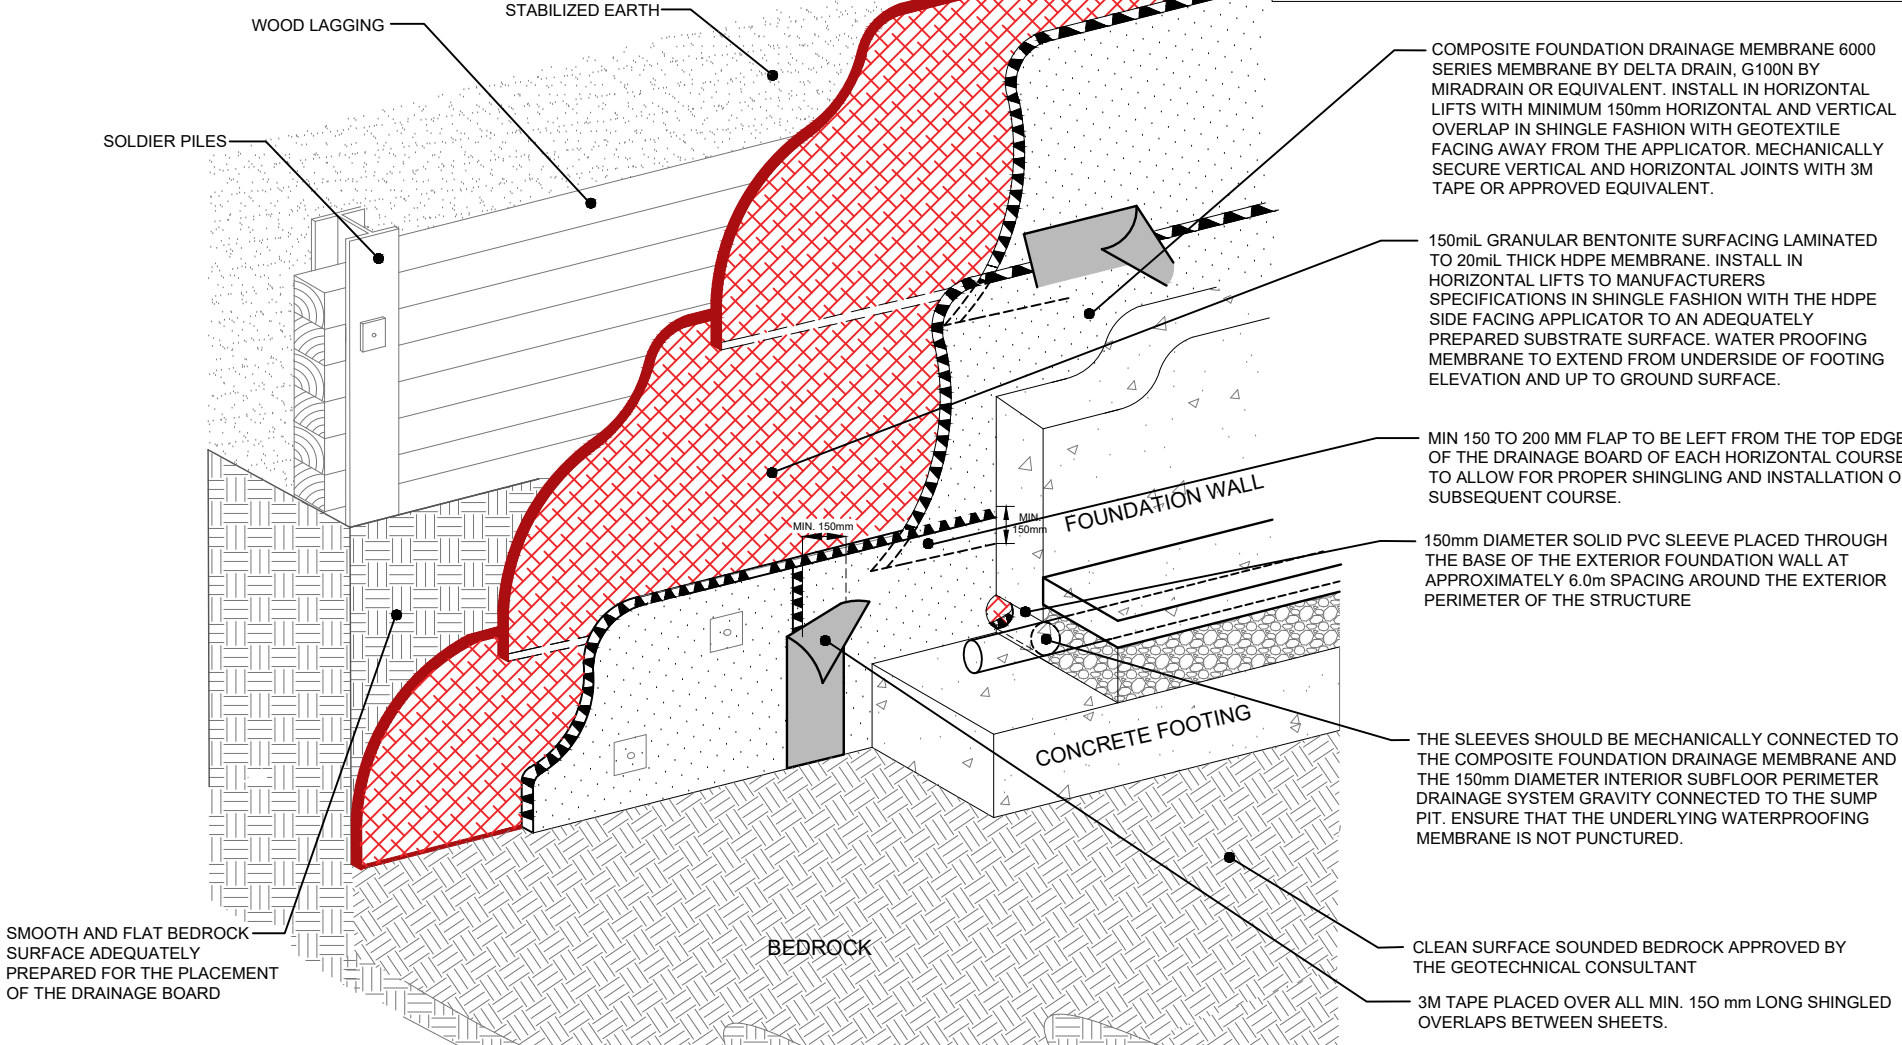 STABILIZED EARTH
WOOD LAGGING
SOLDIER PILES
COMPOSITE FOUNDATION DRAINAGE MEMBRANE 6000
SERIES MEMBRANE BY DELTA DRAIN, G100N BY
MIRADRAIN OR EQUIVALENT. INSTALL IN HORIZONTAL
LIFTS WITH MINIMUM 150mm HORIZONTAL AND VERTICAL
OVERLAP IN SHINGLE FASHION WITH GEOTEXTILE
FACING AWAY FROM THE APPLICATOR. MECHANICALLY
SECURE VERTICAL AND HORIZONTAL JOINTS WITH 3M
TAPE OR APPROVED EQUIVALENT.
150miL GRANULAR BENTONITE SURFACING LAMINATED
TO 20miL THICK HDPE MEMBRANE. INSTALL IN
HORIZONTAL LIFTS TO MANUFACTURERS
SPECIFICATIONS IN SHINGLE FASHION WITH THE HDPE
SIDE FACING APPLICATOR TO AN ADEQUATELY
PREPARED SUBSTRATE SURFACE. WATER PROOFING
MEMBRANE TO EXTEND FROM UNDERSIDE OF FOOTING
ELEVATION AND UP TO GROUND SURFACE.
MIN 150 TO 200 MM FLAP TO BE LEFT FROM THE TOP EDGE
OF THE DRAINAGE BOARD OF EACH HORIZONTAL COURSE
TO ALLOW FOR PROPER SHINGLING AND INSTALLATION O
SUBSEQUENT COURSE.
MIN. 150mm
MIN.
150mm
FOUNDATION WALL
150mm DIAMETER SOLID PVC SLEEVE PLACED THROUGH
THE BASE OF THE EXTERIOR FOUNDATION WALL AT
APPROXIMATELY 6.0m SPACING AROUND THE EXTERIOR
PERIMETER OF THE STRUCTURE
CONCRETE FOOTING
THE SLEEVES SHOULD BE MECHANICALLY CONNECTED TO
THE COMPOSITE FOUNDATION DRAINAGE MEMBRANE AND
THE 150mm DIAMETER INTERIOR SUBFLOOR PERIMETER
DRAINAGE SYSTEM GRAVITY CONNECTED TO THE SUMP
PIT. ENSURE THAT THE UNDERLYING WATERPROOFING
MEMBRANE IS NOT PUNCTURED.
SMOOTH AND FLAT BEDROCK
SURFACE ADEQUATELY
PREPARED FOR THE PLACEMENT
OF THE DRAINAGE BOARD
BEDROCK
CLEAN SURFACE SOUNDED BEDROCK APPROVED BY
THE GEOTECHNICAL CONSULTANT
3M TAPE PLACED OVER ALL MIN. 15O mm LONG SHINGLED
OVERLAPS BETWEEN SHEETS.